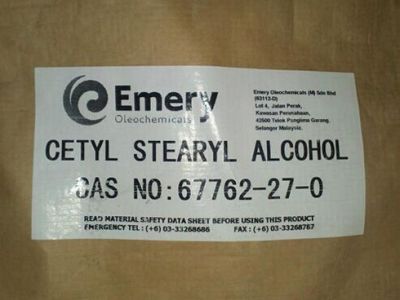 Emery
Oleochemicals
Emery Oleochemicals (M) Sdn Bhd
(63112-D)
Lot 4, Jalan Perak,
Kawasan Perusahaan,
42500 Telok Panglima Garang,
Selangor Malaysia.
CETYL STEARYL ALCOHOL
CAS NO:67762-27-0
READ MATERIAL SAFETY DATA SHEET BEFORE USING THIS PRODUCT
EMERGENCY TEL : (+6) 03-33268686 FAX : (+6) 03-33268787